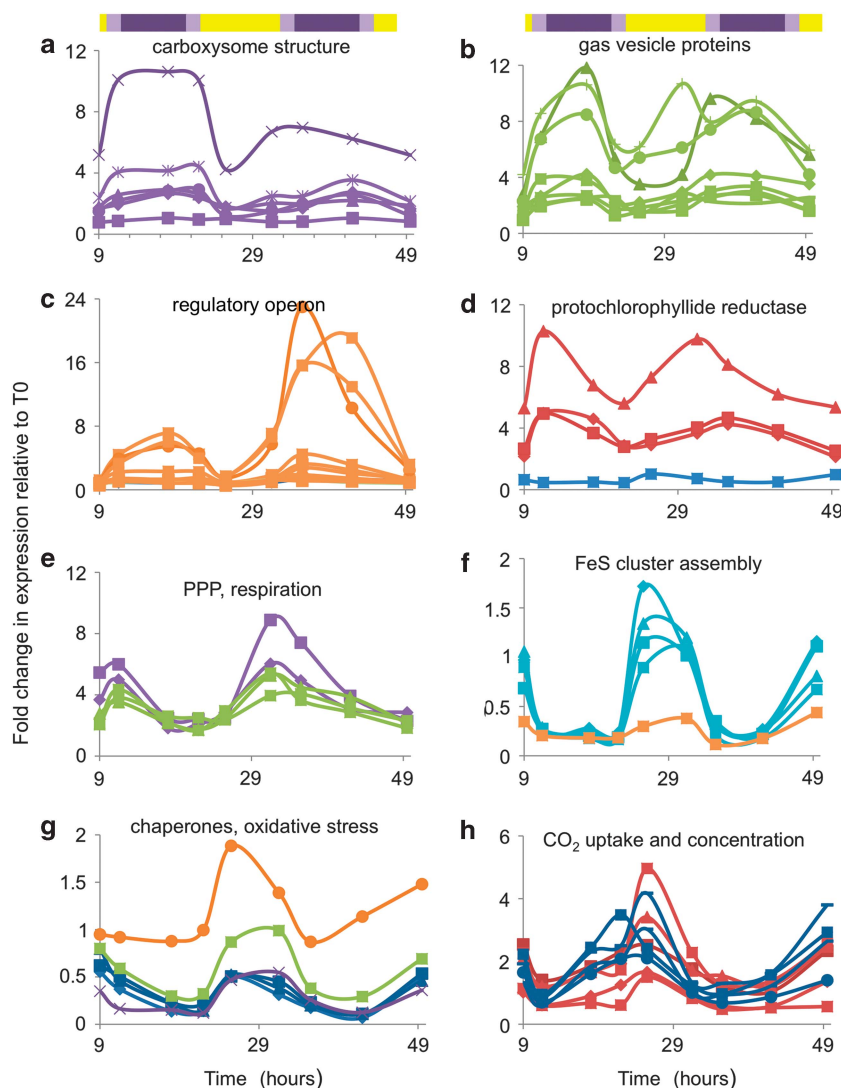 a carboxysome structure
12
8
4
0
9 29 49
b gas vesicle proteins
12
8
4
0
9 29 49
c regulatory operon
24
16
8
0
9 29 49
d protochlorophyllide reductase
12
8
4
0
9 29 49
Fold change in expression relative to T0
e PPP, respiration
12
8
4
0
9 29 49
f FeS cluster assembly
2
1.5
1
0.5
0
9 29 49
g chaperones, oxidative stress
2
1.5
1
0.5
0
9 29 49
Time (hours)
h CO₂ uptake and concentration
6
4
2
0
9 29 49
Time (hours)